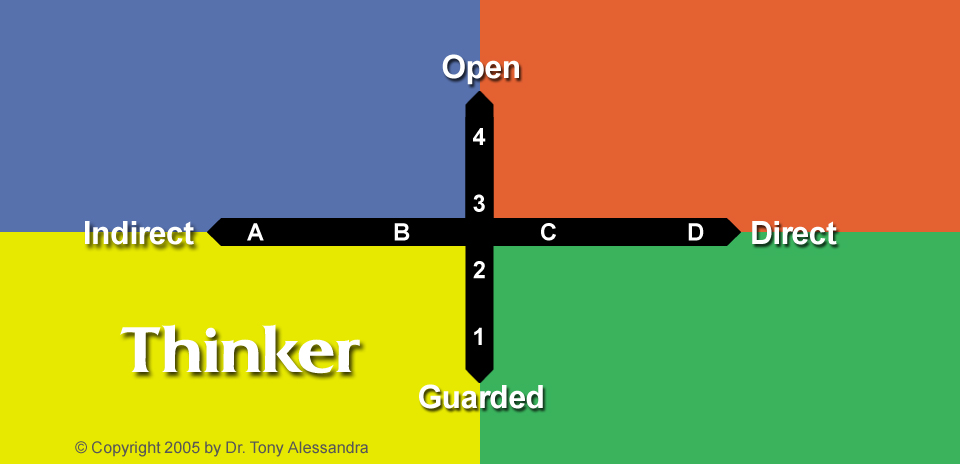 Open
4
3
Indirect A B C D Direct
2
1
Thinker
Guarded
© Copyright 2005 by Dr. Tony Alessandra